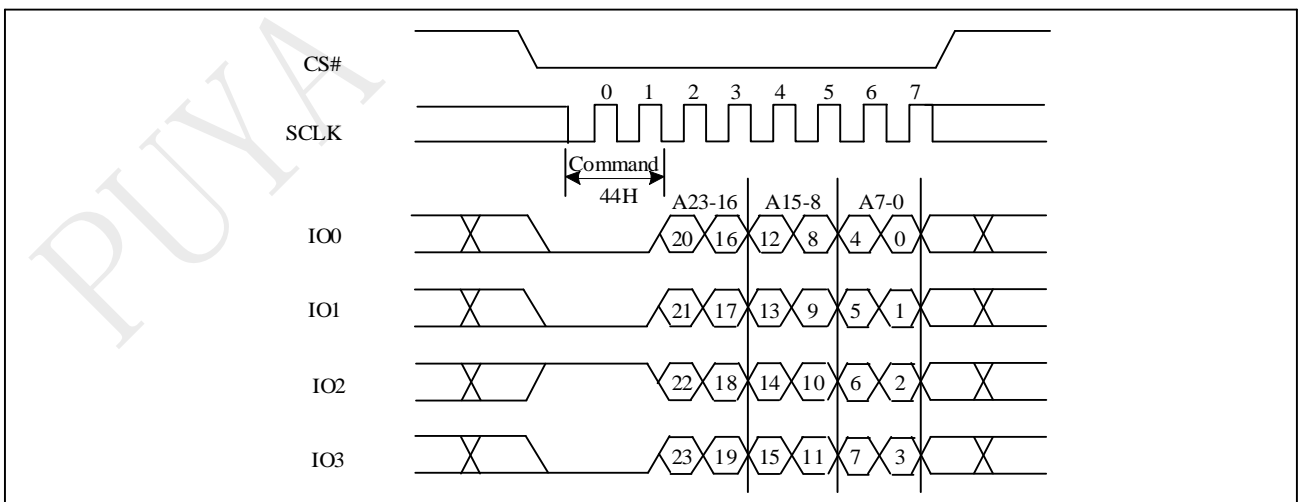 PUYA
CS#
0 1 2 3 4 5 6 7
SCLK
Command
44H
A23-16 A15-8 A7-0
IO0 20 16 12 8 4 0
IO1 21 17 13 9 5 1
IO2 22 18 14 10 6 2
IO3 23 19 15 11 7 3